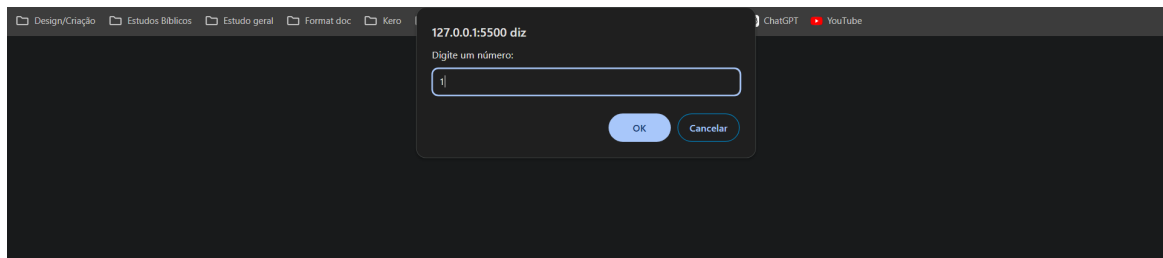 Design/Criação Estudos Bíblicos Estudo geral Format doc Kero ChatGPT YouTube
127.0.0.1:5500 diz
Digite um número:
1
OK Cancelar